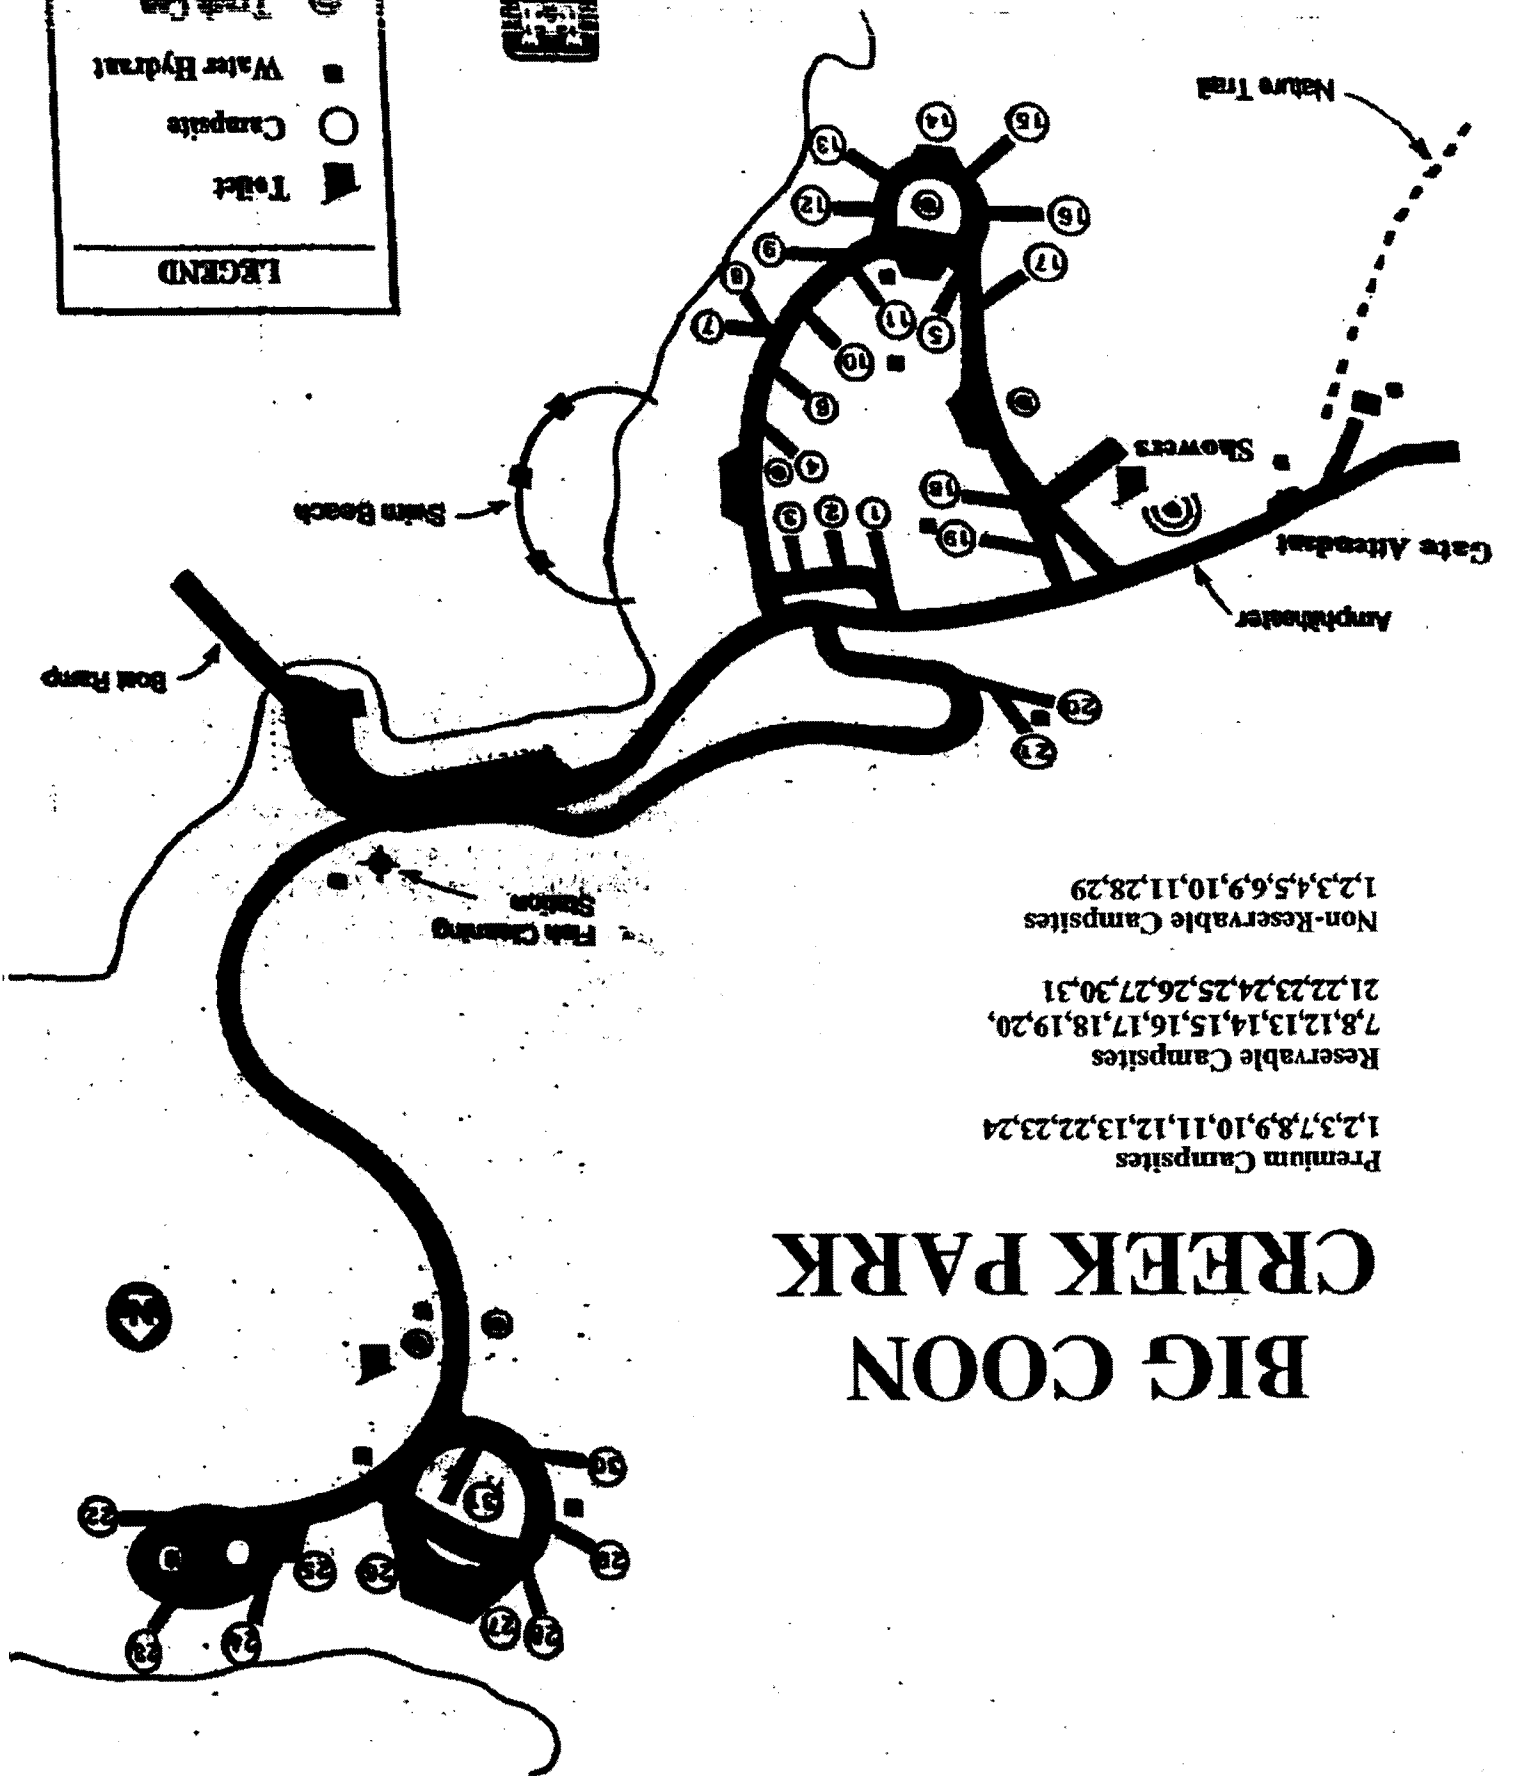 BIG COON
CREEK PARK
Premium Campsites
1,2,3,7,8,9,10,11,12,13,22,23,24
Reservable Campsites
7,8,12,13,14,15,16,17,18,19,20,
21,22,23,24,25,26,27,30,31
Non-Reservable Campsites
1,2,3,4,5,6,9,10,11,28,29
28
27
24
23
26
25
29
22
31
30
N
Fish Cleaning
Station
21
20
Boat Ramp
Amphitheater
Gate Attendant
19
1
2
3
Swim Beach
18
4
Showers
6
10
5
11
7
8
17
9
16
12
13
14
15
Nature Trail
LEGEND
Toilet
Campsite
Water Hydrant
Trash Can